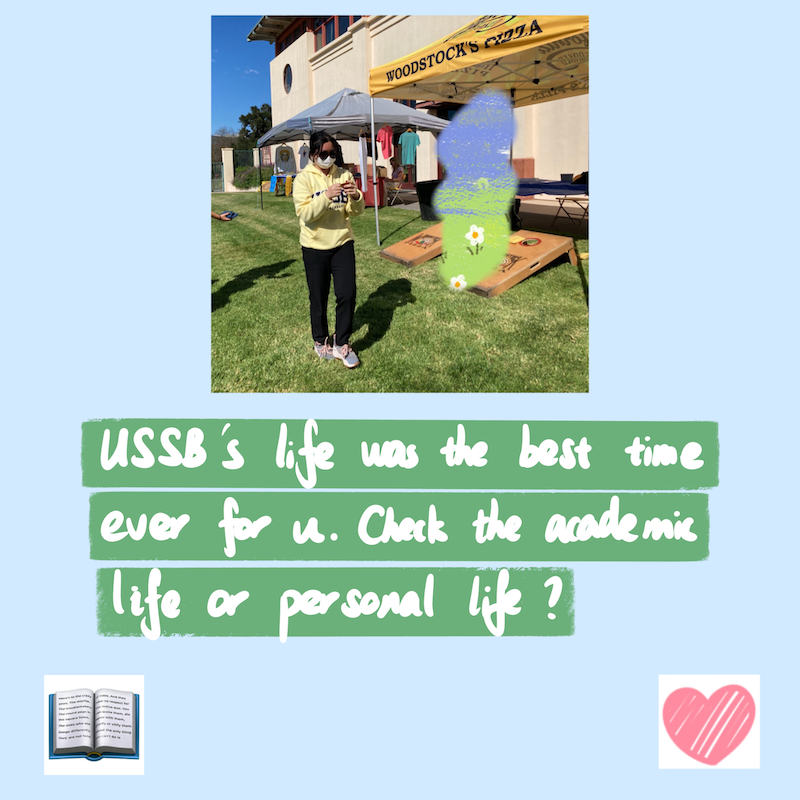 WOODSTOCK'S PIZZA
USSB's life was the best time
ever for u. Check the academic
life or personal life?